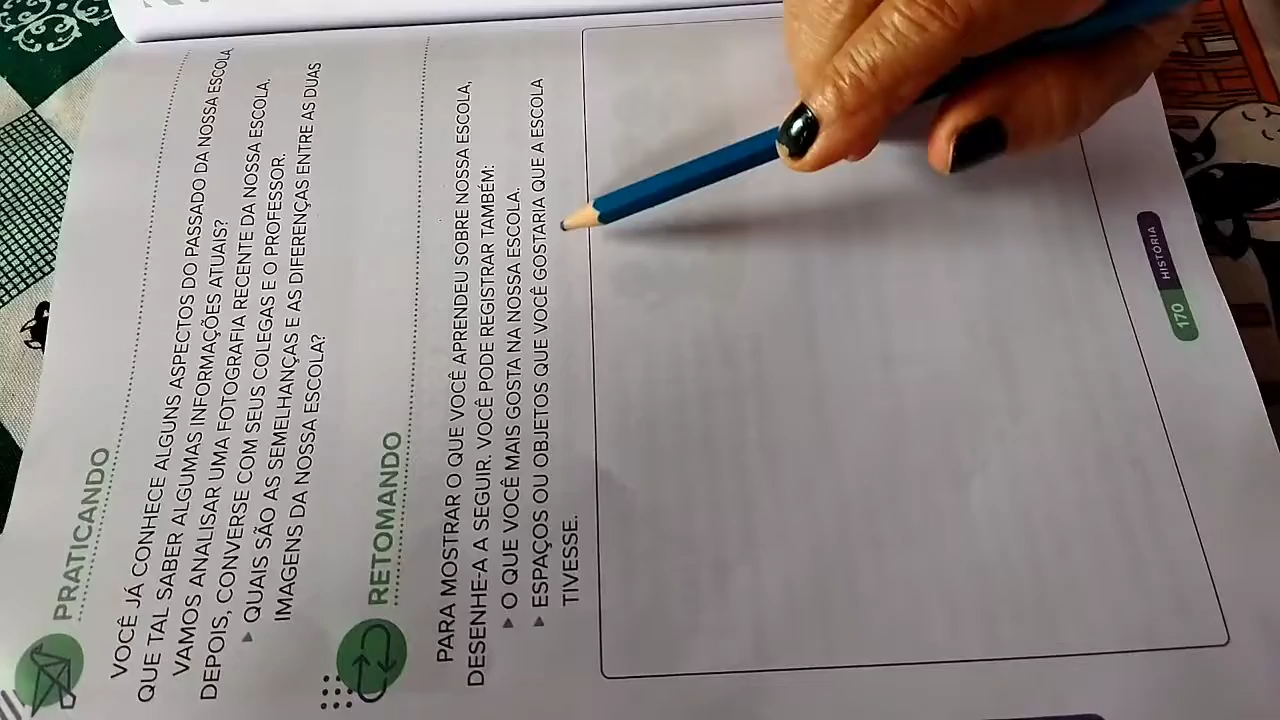 PRATICANDO
VOCÊ JÁ CONHECE ALGUNS ASPECTOS DO PASSADO DA NOSSA ESCOLA.
QUE TAL SABER ALGUMAS INFORMAÇÕES ATUAIS?
VAMOS ANALISAR UMA FOTOGRAFIA RECENTE DA NOSSA ESCOLA.
DEPOIS, CONVERSE COM SEUS COLEGAS E O PROFESSOR.
▸ QUAIS SÃO AS SEMELHANÇAS E AS DIFERENÇAS ENTRE AS DUAS
IMAGENS DA NOSSA ESCOLA?
RETOMANDO
PARA MOSTRAR O QUE VOCÊ APRENDEU SOBRE NOSSA ESCOLA,
DESENHE-A A SEGUIR. VOCÊ PODE REGISTRAR TAMBÉM:
▸ O QUE VOCÊ MAIS GOSTA NA NOSSA ESCOLA.
▸ ESPAÇOS OU OBJETOS QUE VOCÊ GOSTARIA QUE A ESCOLA
TIVESSE.
170 HISTÓRIA